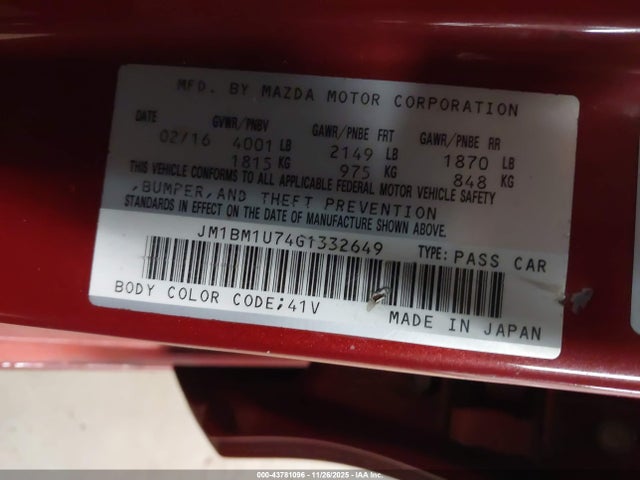 MFD. BY MAZDA MOTOR CORPORATION
DATE GVWR/PNBV GAWR/PNBE FRT GAWR/PNBE RR
02/16 4001 LB 2149 LB 1870 LB
1815 KG 975 KG 848 KG
THIS VEHICLE CONFORMS TO ALL APPLICABLE FEDERAL MOTOR VEHICLE SAFETY
,BUMPER,AND THEFT PREVENTION
STANDARDS IN EFFECT ON THE DATE OF MANUFACTURE SHOWN ABOVE.
JM1BM1U74G1332649 TYPE: PASS CAR
BODY COLOR CODE;41V
MADE IN JAPAN
000-43781096 — 11/26/2025 — IAA Inc.